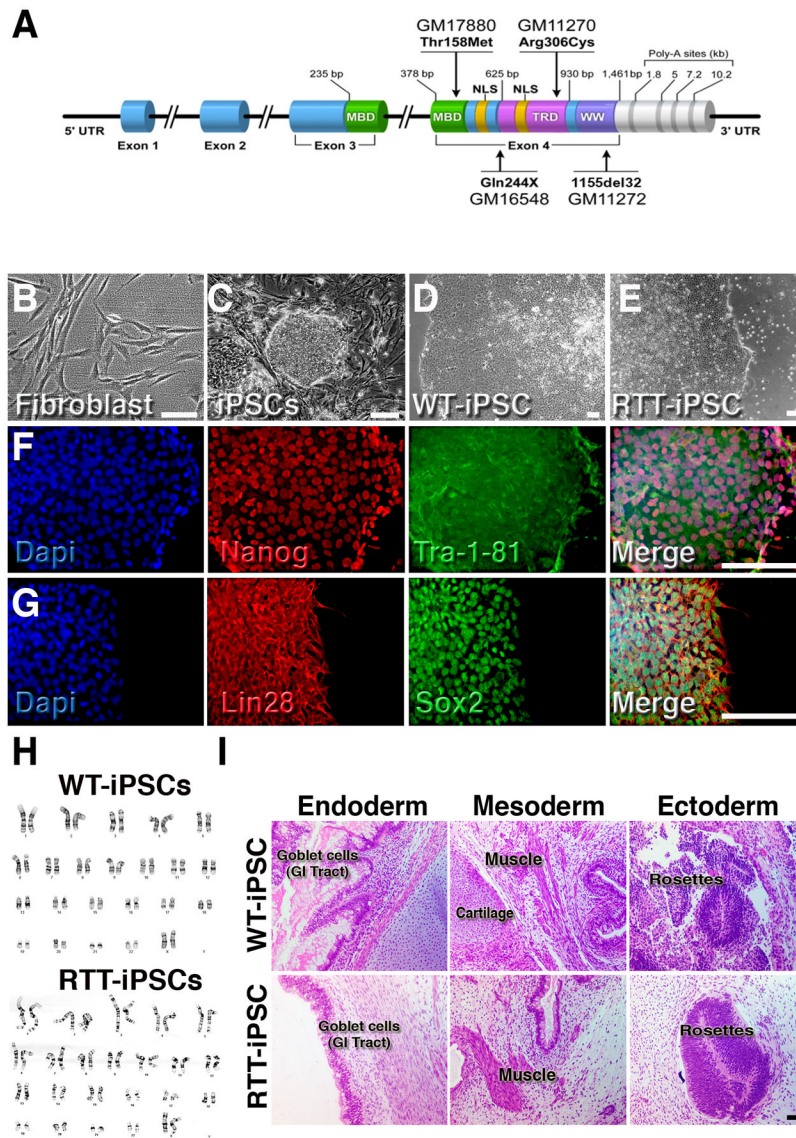 A
GM17880
Thr158Met
GM11270
Arg306Cys
Poly-A sites (kb)
235 bp
378 bp
NLS
625 bp
NLS
930 bp
1,461bp
1.8
5
7.2
10.2
5' UTR
MBD
MBD
TRD
WW
3' UTR
Exon 1
Exon 2
Exon 3
Exon 4
Gln244X
GM16548
1155del32
GM11272
B
Fibroblast
C
iPSCs
D
WT-iPSC
E
RTT-iPSC
F
Dapi
Nanog
Tra-1-81
Merge
G
Dapi
Lin28
Sox2
Merge
H
WT-iPSCs
RTT-iPSCs
I
Endoderm
Mesoderm
Ectoderm
WT-iPSC
Goblet cells
(GI Tract)
Muscle
Cartilage
Rosettes
RTT-iPSC
Goblet cells
(GI Tract)
Muscle
Rosettes